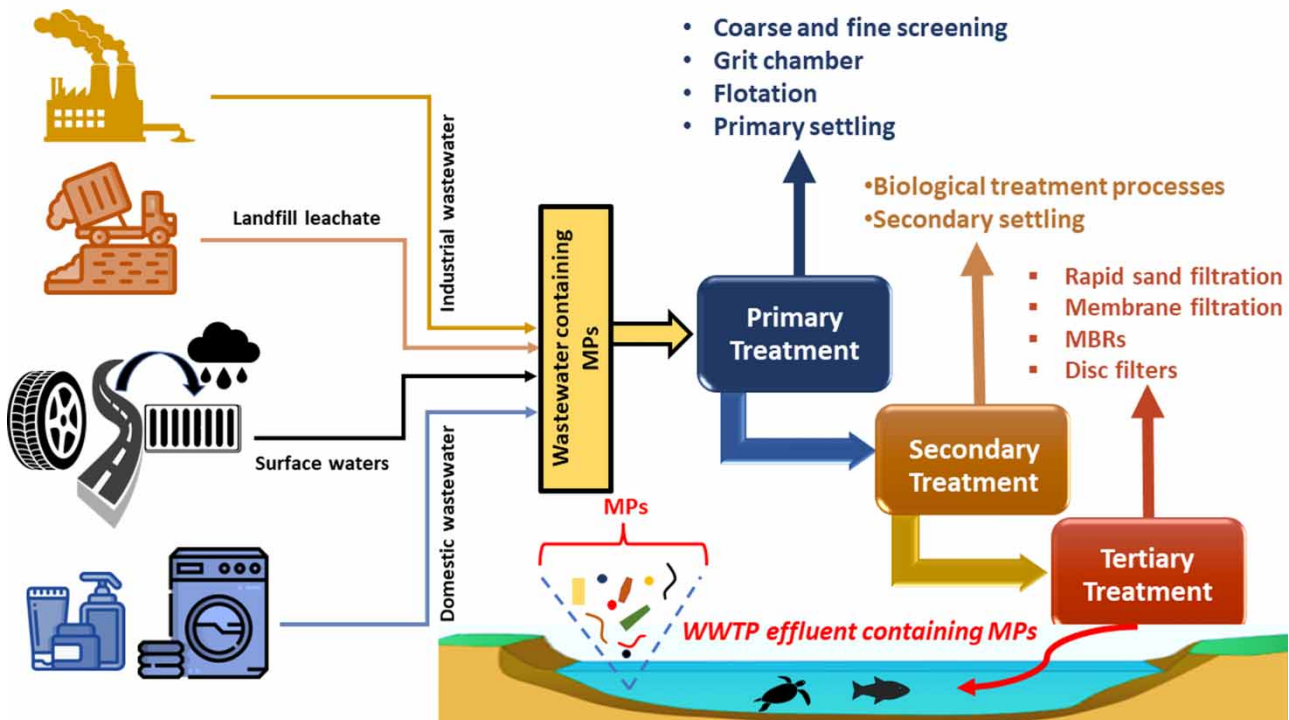 • Coarse and fine screening
• Grit chamber
• Flotation
• Primary settling
•Biological treatment processes
•Secondary settling
▪ Rapid sand filtration
▪ Membrane filtration
▪ MBRs
▪ Disc filters
Industrial wastewater
Landfill leachate
Surface waters
Domestic wastewater
Wastewater containing
MPs
Primary
Treatment
Secondary
Treatment
Tertiary
Treatment
MPs
WWTP effluent containing MPs